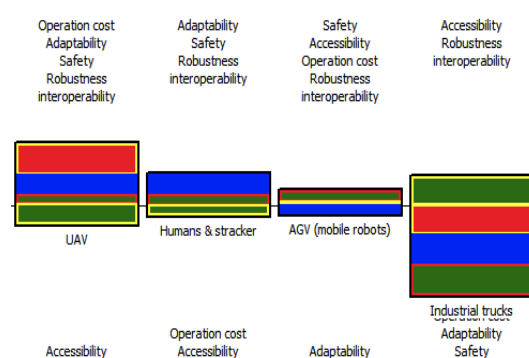 Operation cost
Adaptability
Safety
Robustness
interoperability
Adaptability
Safety
Robustness
interoperability
Safety
Accessibility
Operation cost
Robustness
interoperability
Accessibility
Robustness
interoperability
UAV
Humans & stracker
AGV (mobile robots)
Industrial trucks
Accessibility
Operation cost
Accessibility
Adaptability
Operation cost
Adaptability
Safety